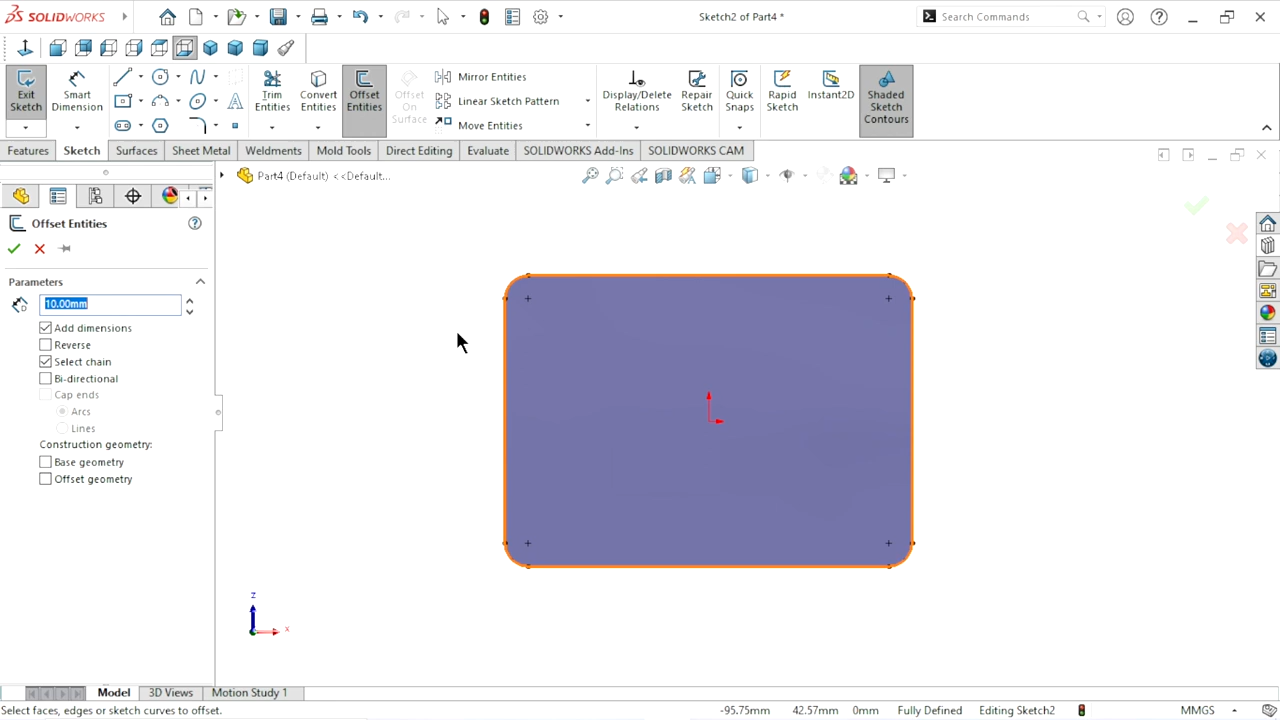 SOLIDWORKS
Sketch2 of Part4 *
Search Commands
Exit Sketch
Smart Dimension
Trim Entities
Convert Entities
Offset Entities
Offset On Surface
Mirror Entities
Linear Sketch Pattern
Move Entities
Display/Delete Relations
Repair Sketch
Quick Snaps
Rapid Sketch
Instant2D
Shaded Sketch Contours
Features
Sketch
Surfaces
Sheet Metal
Weldments
Mold Tools
Direct Editing
Evaluate
SOLIDWORKS Add-Ins
SOLIDWORKS CAM
Part4 (Default) <<Default...
Offset Entities
Parameters
10.00mm
Add dimensions
Reverse
Select chain
Bi-directional
Cap ends
Arcs
Lines
Construction geometry:
Base geometry
Offset geometry
z
x
Model
3D Views
Motion Study 1
Select faces, edges or sketch curves to offset.
-95.75mm
42.57mm
0mm
Fully Defined
Editing Sketch2
MMGS